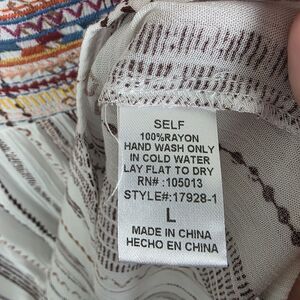 SELF
100%RAYON
HAND WASH ONLY
IN COLD WATER
LAY FLAT TO DRY
RN# :105013
STYLE#:17928-1
L
MADE IN CHINA
HECHO EN CHINA